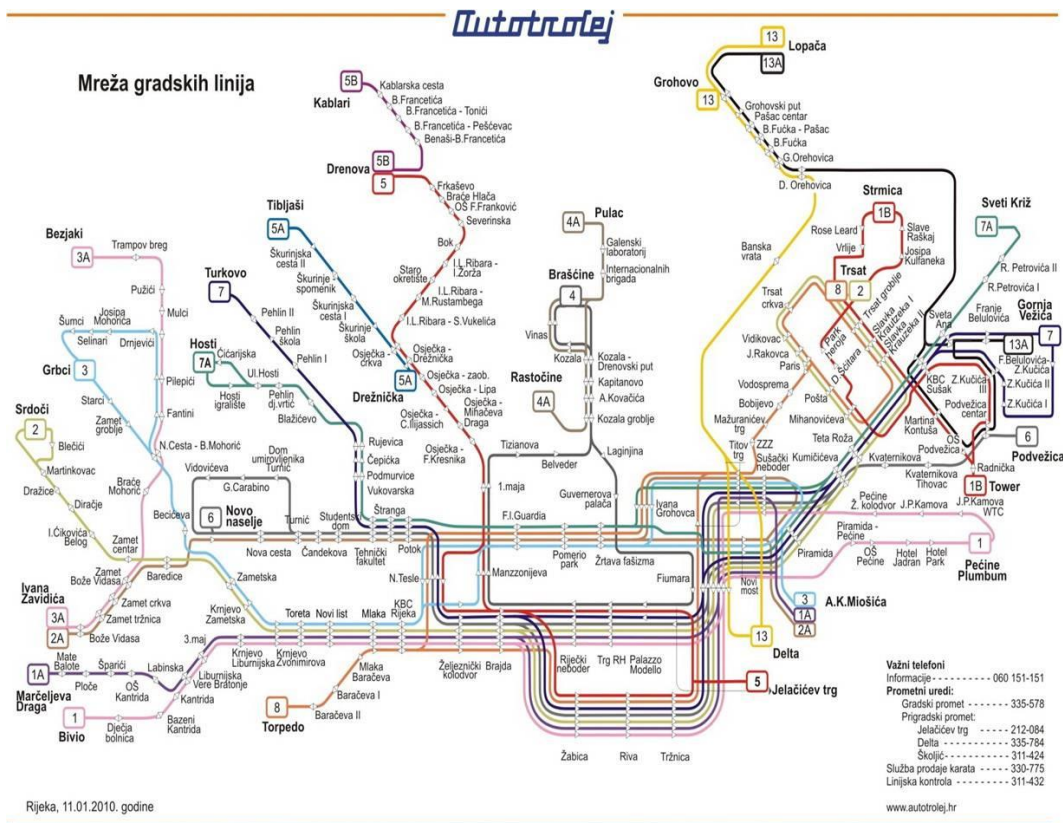 Autotrolej
Mreža gradskih linija
5B
Kablari
Kablarska cesta
B.Francetića
B.Francetića - Tonići
B.Francetića - Pešćevac
Benaši-B.Francetića
5B
Drenova
5
Frkaševo
Braće Hlača
OŠ F.Franković
Severinska
Bok
I.L.Ribara -
I.Žorža
Staro
okretište
I.L.Ribara -
M.Rustambega
I.L.Ribara - S.Vukelića
Tibljaši
5A
Škurinjska
cesta II
Škurinje
spomenik
Škurinjska
cesta I
Škurinje
škola
Osječka -
crkva
Osječka -
Drežnička
5A
Drežnička
Osječka - zaob.
Osječka - Lipa
Osječka -
Mihačeva
Draga
Osječka -
C.Ilijassich
Osječka -
F.Kresnika
1.maja
Bezjaki
3A
Trampov breg
Pužići
Mulci
Josipa
Mohorića
Šumci
Selinari
Drnjevići
Grbci
3
Pilepići
Starci
Fantini
Zamet
groblje
N.Cesta - B.Mohorić
Braće
Mohorić
Bećićeva
Turkovo
7
Pehlin II
Pehlin
škola
Pehlin I
Hosti
7A
Čićarijska
Ul.Hosti
Hosti
igralište
Pehlin
dj.vrtić
Blažićevo
Rujevica
Čepićka
Podmurvice
Vukovarska
Srdoči
2
Blečići
Martinkovac
Dražice
Diračje
I.Ćikovića
Belog
Zamet
centar
Vidovićeva
Dom
umirovljenika
Turnić
G.Carabino
6
Novo
naselje
Turnić
Studentski
dom
Štranga
Nova cesta
Čandekova
Tehnički
fakultet
Potok
N.Tesle
Ivana
Zavidića
3A
2A
Zamet
Bože Vidasa
Baredice
Zamet crkva
Zamet tržnica
Bože Vidasa
Zametska
Krnjevo
Zametska
Toreta
Novi list
Mlaka
KBC
Rijeka
3.maj
Krnjevo
Liburnijska
Krnjevo
Zvonimirova
Mlaka
Baračeva
Željeznički
kolodvor
Brajda
Mate
Balote
Šparići
Labinska
1A
Marčeljeva
Draga
Ploče
OŠ
Kantrida
Liburnijska
Vere Bratonje
Kantrida
1
Bivio
Dječja
bolnica
Bazeni
Kantrida
8
Torpedo
Baračeva I
Baračeva II
4A
Pulac
Galenski
laboratorij
Internacionalnih
brigada
Brašćine
4
Vinas
Kozala
Kozala -
Drenovski put
Kapitanovo
A.Kovačića
Kozala groblje
Rastočine
4A
Tizianova
Belveder
Laginjina
Guvernerova
palača
F.I.Guardia
Pomerio
park
Žrtava fašizma
Ivana
Grohovca
Manzzonijeva
Fiumara
Riječki
neboder
Trg RH
Palazzo
Modello
Žabica
Riva
Tržnica
13
Lopača
13A
Grohovo
13
Grohovski put
Pašac centar
B.Fućka - Pašac
B.Fućka
G.Orehovica
D. Orehovica
Banska
vrata
Strmica
1B
Rose Leard
Vrlije
Slave
Raškaj
Josipa
Kulfaneka
Trsat
8
2
Trsat
crkva
Trsat groblje
Slavka
Krautzeka I
Slavka
Krautzeka II
Park
heroja
D.Šćitara
Vidikovac
J.Rakovca
Paris
Vodosprema
Pošta
Bobijevo
Mihanovićeva
Mažuranićev
trg
Titov
trg
ZZZ
Teta Roža
Kumičićeva
Sušački
neboder
Sveti Križ
7A
R. Petrovića II
R.Petrovića I
Sveta
Ana
Franje
Belulovića
Gornja
Vežica
7
13A
F.Belulovića-I
Z.Kučića
Z.Kučića II
Z.Kučića I
KBC
Sušak
Z.Kučića
III
Podvežica
centar
Martina
Kontuša
OŠ
Podvežica
6
Podvežica
Kvaternikova
Kvaternikova
Tihovac
Radnička
1B
Tower
Pećine
Ž. kolodvor
J.P.Kamova
J.P.Kamova
WTC
Piramida -
Pećine
Piramida
OŠ
Pećine
Hotel
Jadran
Hotel
Park
1
Pećine
Plumbum
Novi
most
3
A.K.Miošića
1A
2A
13
Delta
5
Jelačićev trg
Važni telefoni
Informacije - - - - - - - - - - - 060 151-151
Prometni uredi:
Gradski promet - - - - - - 335-578
Prigradski promet:
Jelačićev trg - - - - - - 212-084
Delta - - - - - - - - - - - 335-784
Školjić - - - - - - - - - - 311-424
Služba prodaje karata - - - - 330-775
Linijska kontrola - - - - - - - 311-432
Rijeka, 11.01.2010. godine
www.autotrolej.hr